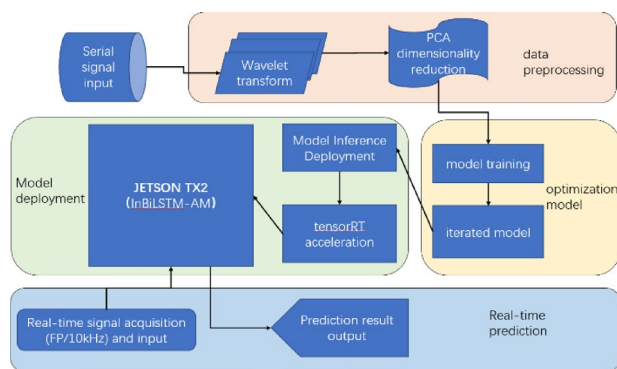 Serial
signal
input
Wavelet
transform
PCA
dimensionality
reduction
data
preprocessing
Model
deployment
JETSON TX2
(InBiLSTM-AM)
Model Inference
Deployment
tensorRT
acceleration
model training
iterated model
optimization
model
Real-time signal acquisition
(FP/10kHz) and input
Prediction result
output
Real-time
prediction